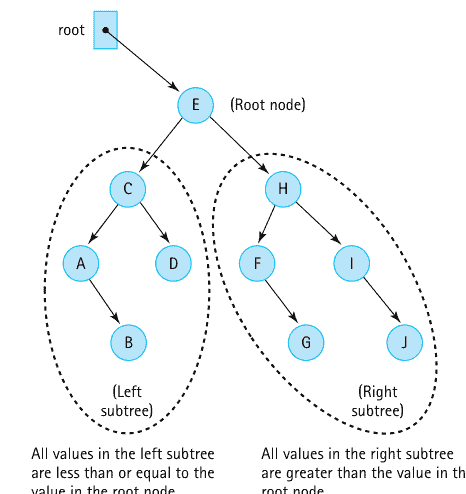 root
E (Root node)
C H
A D F I
B G J
(Left
subtree)
(Right
subtree)
All values in the left subtree
are less than or equal to the
value in the root node
All values in the right subtree
are greater than the value in th
root node